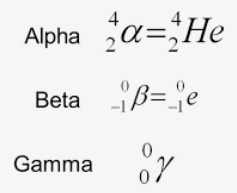 Alpha ⁴₂α=⁴₂He
Beta ⁰₋₁β=⁰₋₁e
Gamma ⁰₀γ